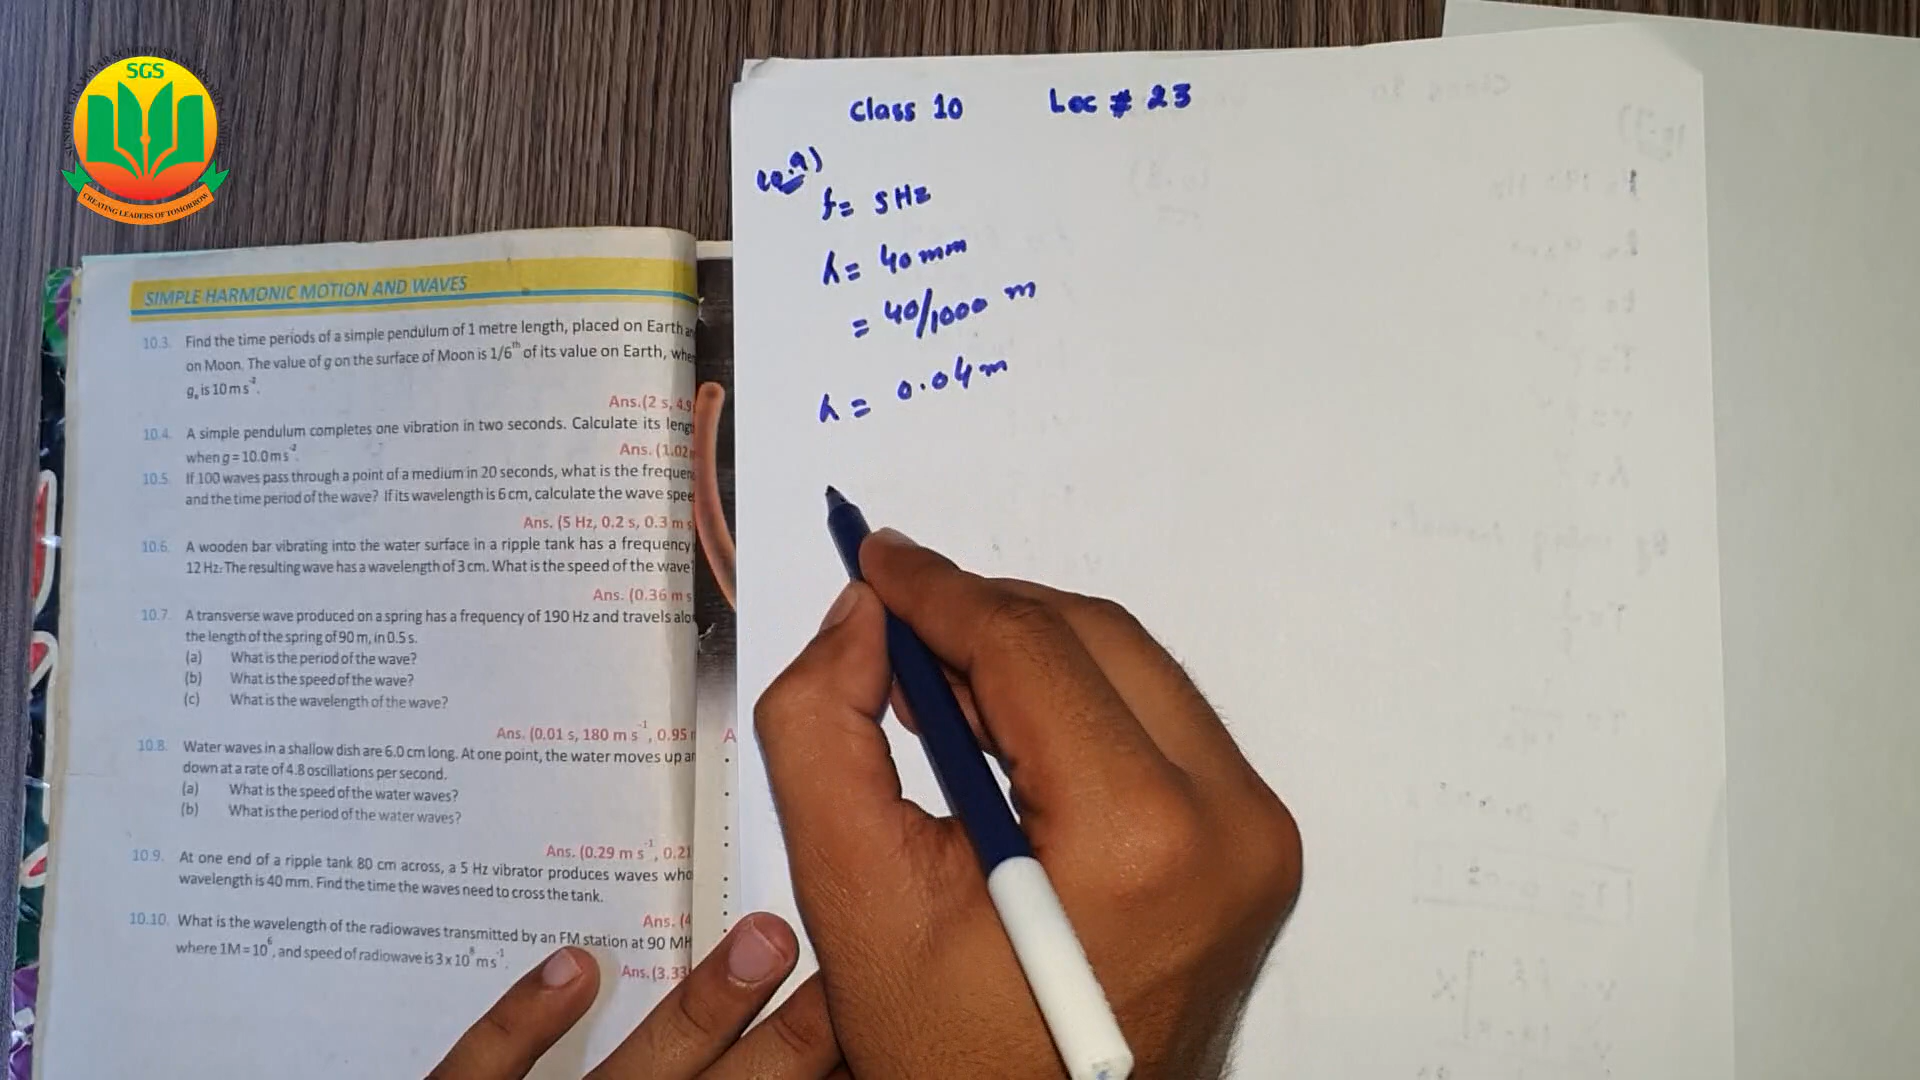 SUNRISE GRAMMAR SCHOOL SHAKARGARH CAMPUS
SGS
CREATING LEADERS OF TOMORROW
SIMPLE HARMONIC MOTION AND WAVES
10.3. Find the time periods of a simple pendulum of 1 metre length, placed on Earth
on Moon. The value of g on the surface of Moon is 1/6th of its value on Earth,
gₑ is 10 m s⁻².
Ans.(2 s, 4.9
10.4. A simple pendulum completes one vibration in two seconds. Calculate its leng
when g = 10.0 m s⁻².
Ans. (1.02
10.5. If 100 waves pass through a point of a medium in 20 seconds, what is the frequen
and the time period of the wave? If its wavelength is 6 cm, calculate the wave spee
Ans. (5 Hz, 0.2 s, 0.3 m s
10.6. A wooden bar vibrating into the water surface in a ripple tank has a frequency
12 Hz. The resulting wave has a wavelength of 3 cm. What is the speed of the wave
Ans. (0.36 m s
10.7. A transverse wave produced on a spring has a frequency of 190 Hz and travels alo
the length of the spring of 90 m, in 0.5 s.
(a) What is the period of the wave?
(b) What is the speed of the wave?
(c) What is the wavelength of the wave?
Ans. (0.01 s, 180 m s⁻¹, 0.95
10.8. Water waves in a shallow dish are 6.0 cm long. At one point, the water moves up
down at a rate of 4.8 oscillations per second.
(a) What is the speed of the water waves?
(b) What is the period of the water waves?
Ans. (0.29 m s⁻¹, 0.21
10.9. At one end of a ripple tank 80 cm across, a 5 Hz vibrator produces waves who
wavelength is 40 mm. Find the time the waves need to cross the tank.
Ans. (4
10.10. What is the wavelength of the radiowaves transmitted by an FM station at 90 MH
where 1M = 10⁶, and speed of radiowave is 3 x 10⁸ m s⁻¹.
Ans. (3.33
A
Class 10 Lec # 23
10.9)
f = 5 Hz
λ = 40 mm
= 40/1000 m
λ = 0.04 m